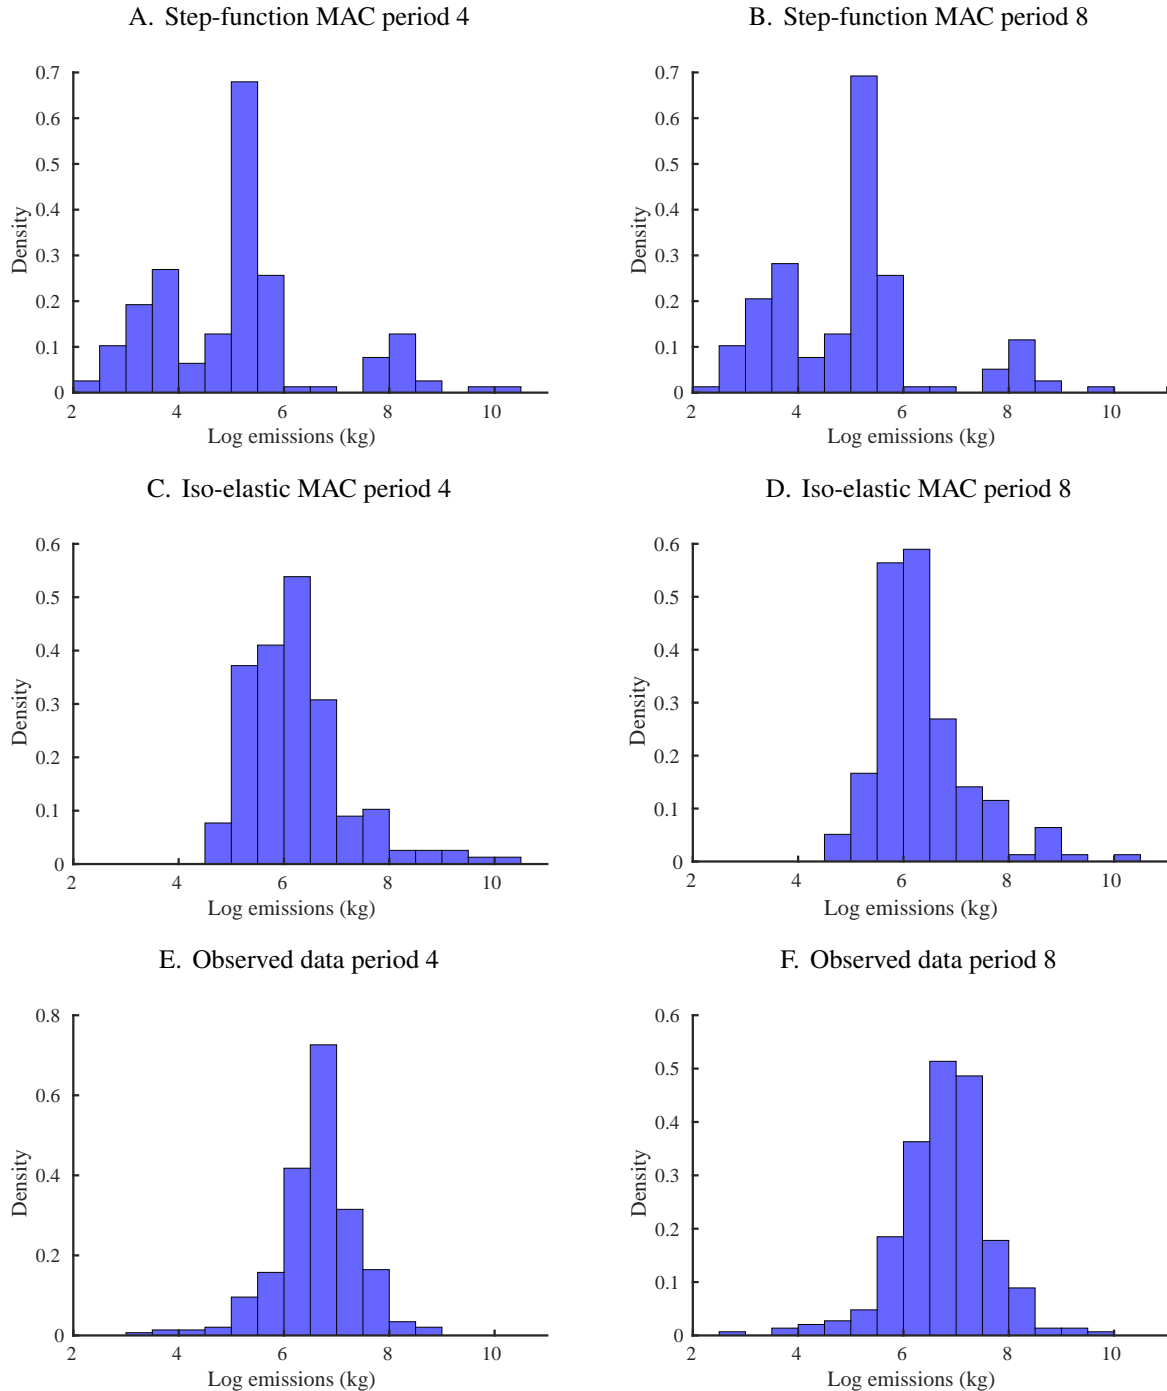 A. Step-function MAC period 4
B. Step-function MAC period 8
0.7
0.6
0.5
0.4
0.3
0.2
0.1
0
Density
2 4 6 8 10
Log emissions (kg)
0.7
0.6
0.5
0.4
0.3
0.2
0.1
0
Density
2 4 6 8 10
Log emissions (kg)
C. Iso-elastic MAC period 4
D. Iso-elastic MAC period 8
0.6
0.5
0.4
0.3
0.2
0.1
0
Density
2 4 6 8 10
Log emissions (kg)
0.6
0.5
0.4
0.3
0.2
0.1
0
Density
2 4 6 8 10
Log emissions (kg)
E. Observed data period 4
F. Observed data period 8
0.8
0.6
0.4
0.2
0
Density
2 4 6 8 10
Log emissions (kg)
0.6
0.5
0.4
0.3
0.2
0.1
0
Density
2 4 6 8 10
Log emissions (kg)